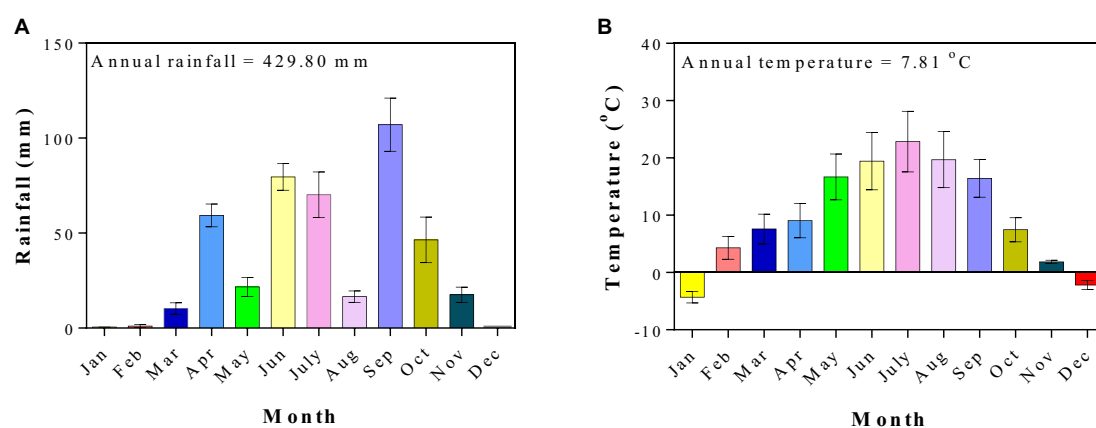 A
Annual rainfall = 429.80 mm
Rainfall (mm)
150
100
50
0
Jan
Feb
Mar
Apr
May
Jun
July
Aug
Sep
Oct
Nov
Dec
Month
B
Annual temperature = 7.81 °C
Temperature (°C)
40
30
20
10
0
-10
Jan
Feb
Mar
Apr
May
Jun
July
Aug
Sep
Oct
Nov
Dec
Month